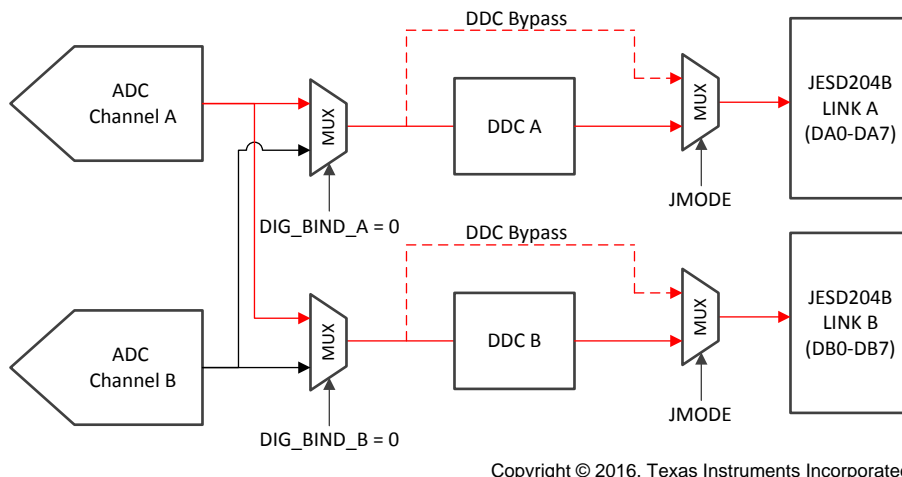 DDC Bypass
ADC
Channel A
MUX
DDC A
MUX
JESD204B
LINK A
(DA0-DA7)
DIG_BIND_A = 0
JMODE
DDC Bypass
ADC
Channel B
MUX
DDC B
MUX
JESD204B
LINK B
(DB0-DB7)
DIG_BIND_B = 0
JMODE
Copyright © 2016, Texas Instruments Incorporated